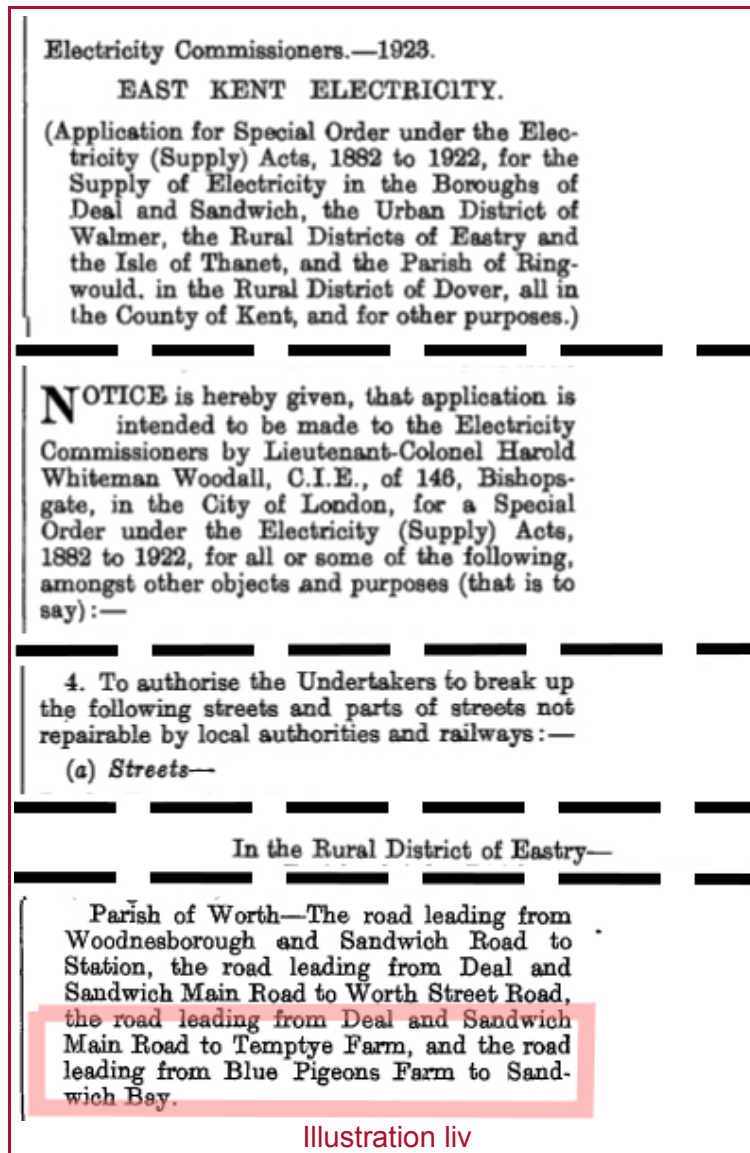 Electricity Commissioners.—1923.
EAST KENT ELECTRICITY.
(Application for Special Order under the Elec-
tricity (Supply) Acts, 1882 to 1922, for the
Supply of Electricity in the Boroughs of
Deal and Sandwich, the Urban District of
Walmer, the Rural Districts of Eastry and
the Isle of Thanet, and the Parish of Ring-
would. in the Rural District of Dover, all in
the County of Kent, and for other purposes.)
NOTICE is hereby given, that application is
intended to be made to the Electricity
Commissioners by Lieutenant-Colonel Harold
Whiteman Woodall, C.I.E., of 146, Bishops-
gate, in the City of London, for a Special
Order under the Electricity (Supply) Acts,
1882 to 1922, for all or some of the following,
amongst other objects and purposes (that is to
say):—
4. To authorise the Undertakers to break up
the following streets and parts of streets not
repairable by local authorities and railways:—
(a) Streets—
In the Rural District of Eastry—
Parish of Worth—The road leading from
Woodnesborough and Sandwich Road to
Station, the road leading from Deal and
Sandwich Main Road to Worth Street Road,
the road leading from Deal and Sandwich
Main Road to Temptye Farm, and the road
leading from Blue Pigeons Farm to Sand-
wich Bay.
Illustration liv